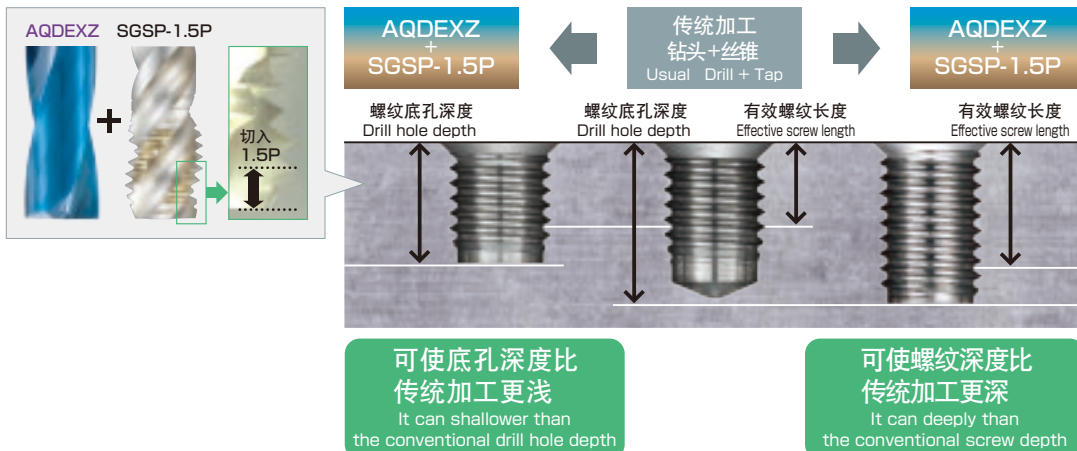 AQDEXZ
SGSP-1.5P
+
切入
1.5P
AQDEXZ
+
SGSP-1.5P
传统加工
钻头+丝锥
Usual Drill + Tap
AQDEXZ
+
SGSP-1.5P
螺纹底孔深度
Drill hole depth
螺纹底孔深度
Drill hole depth
有效螺纹长度
Effective screw length
有效螺纹长度
Effective screw length
可使底孔深度比
传统加工更浅
It can shallower than
the conventional drill hole depth
可使螺纹深度比
传统加工更深
It can deeply than
the conventional screw depth